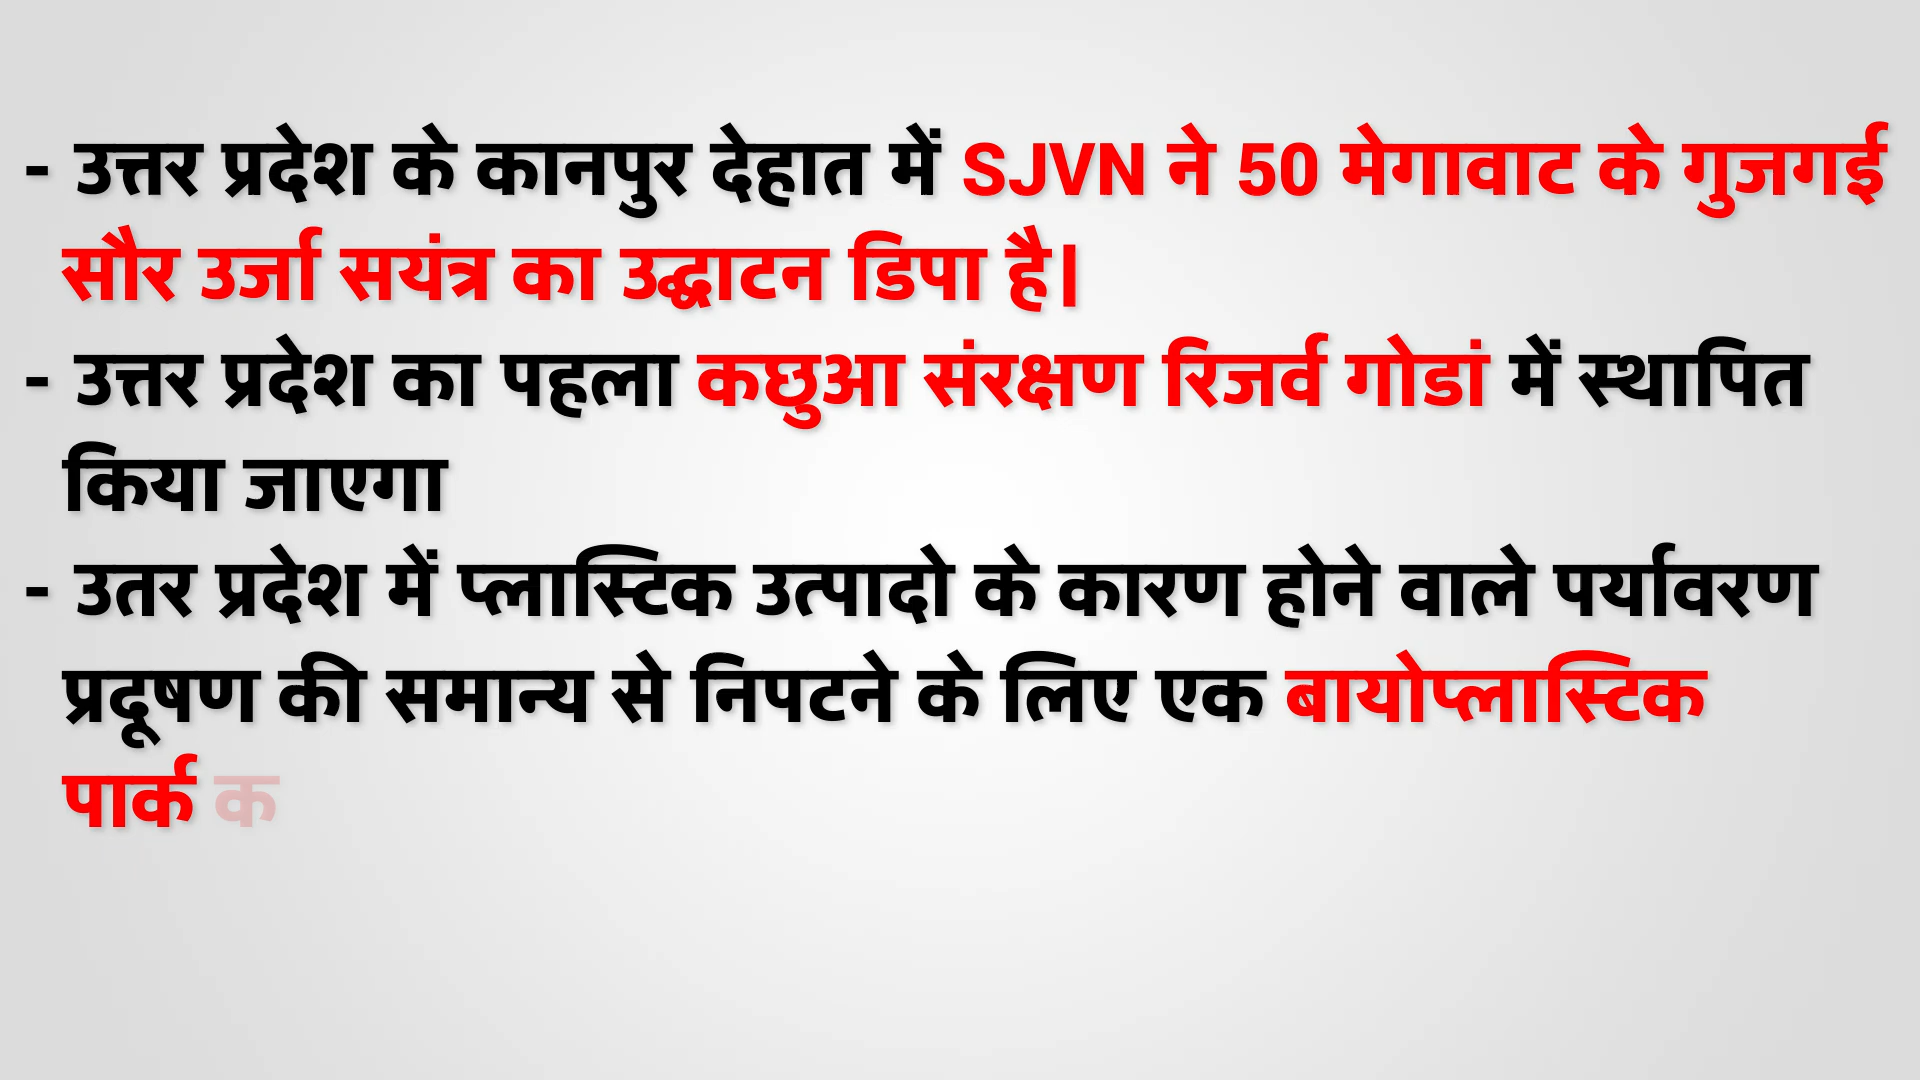 - उत्तर प्रदेश के कानपुर देहात में SJVN ने 50 मेगावाट के गुजगई
सौर उर्जा सयंत्र का उद्घाटन डिपा है।
- उत्तर प्रदेश का पहला कछुआ संरक्षण रिजर्व गोडां में स्थापित
किया जाएगा
- उतर प्रदेश में प्लास्टिक उत्पादो के कारण होने वाले पर्यावरण
प्रदूषण की समान्य से निपटने के लिए एक बायोप्लास्टिक
पार्क क